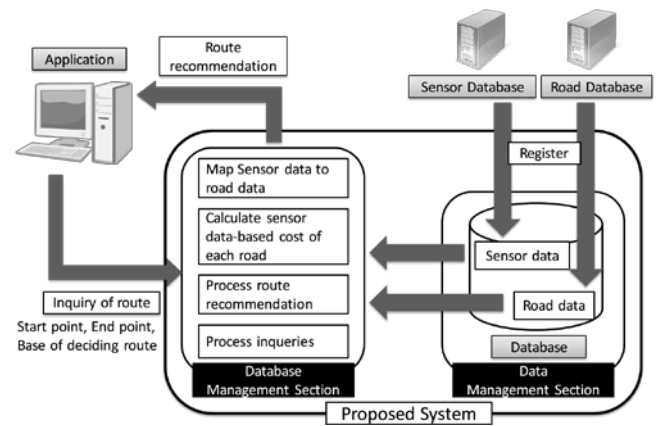 Application
Route
recommendation
Sensor Database
Road Database
Register
Map Sensor data to
road data
Calculate sensor
data-based cost of
each road
Process route
recommendation
Process inqueries
Database
Management Section
Sensor data
Road data
Database
Data
Management Section
Inquiry of route
Start point, End point,
Base of deciding route
Proposed System